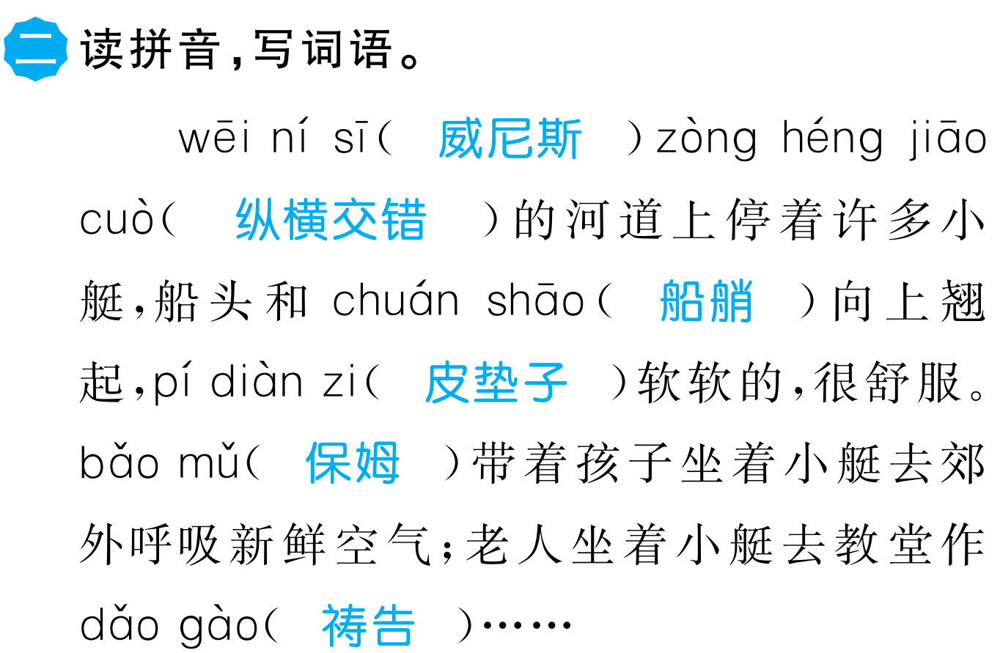 二 读拼音,写词语。
wēi ní sī( 威尼斯 )zòng héng jiāo
cuò( 纵横交错 )的河道上停着许多小
艇,船头和 chuán shāo( 船艄 )向上翘
起,pí diàn zi( 皮垫子 )软软的,很舒服。
bǎo mǔ( 保姆 )带着孩子坐着小艇去郊
外呼吸新鲜空气;老人坐着小艇去教堂作
dǎo gào( 祷告 )……